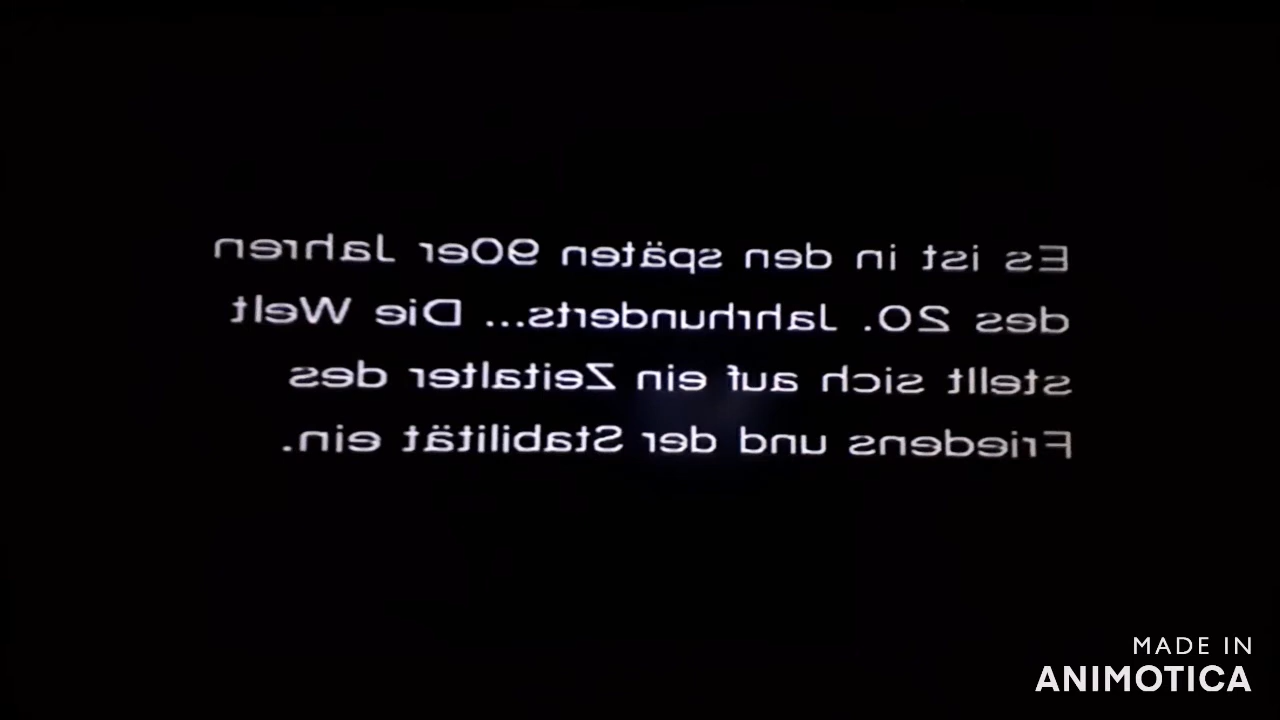 Es ist in den späten 90er Jahren
des 20. Jahrhunderts... Die Welt
stellt sich auf ein Zeitalter des
Friedens und der Stabilität ein.
MADE IN
ANIMOTICA